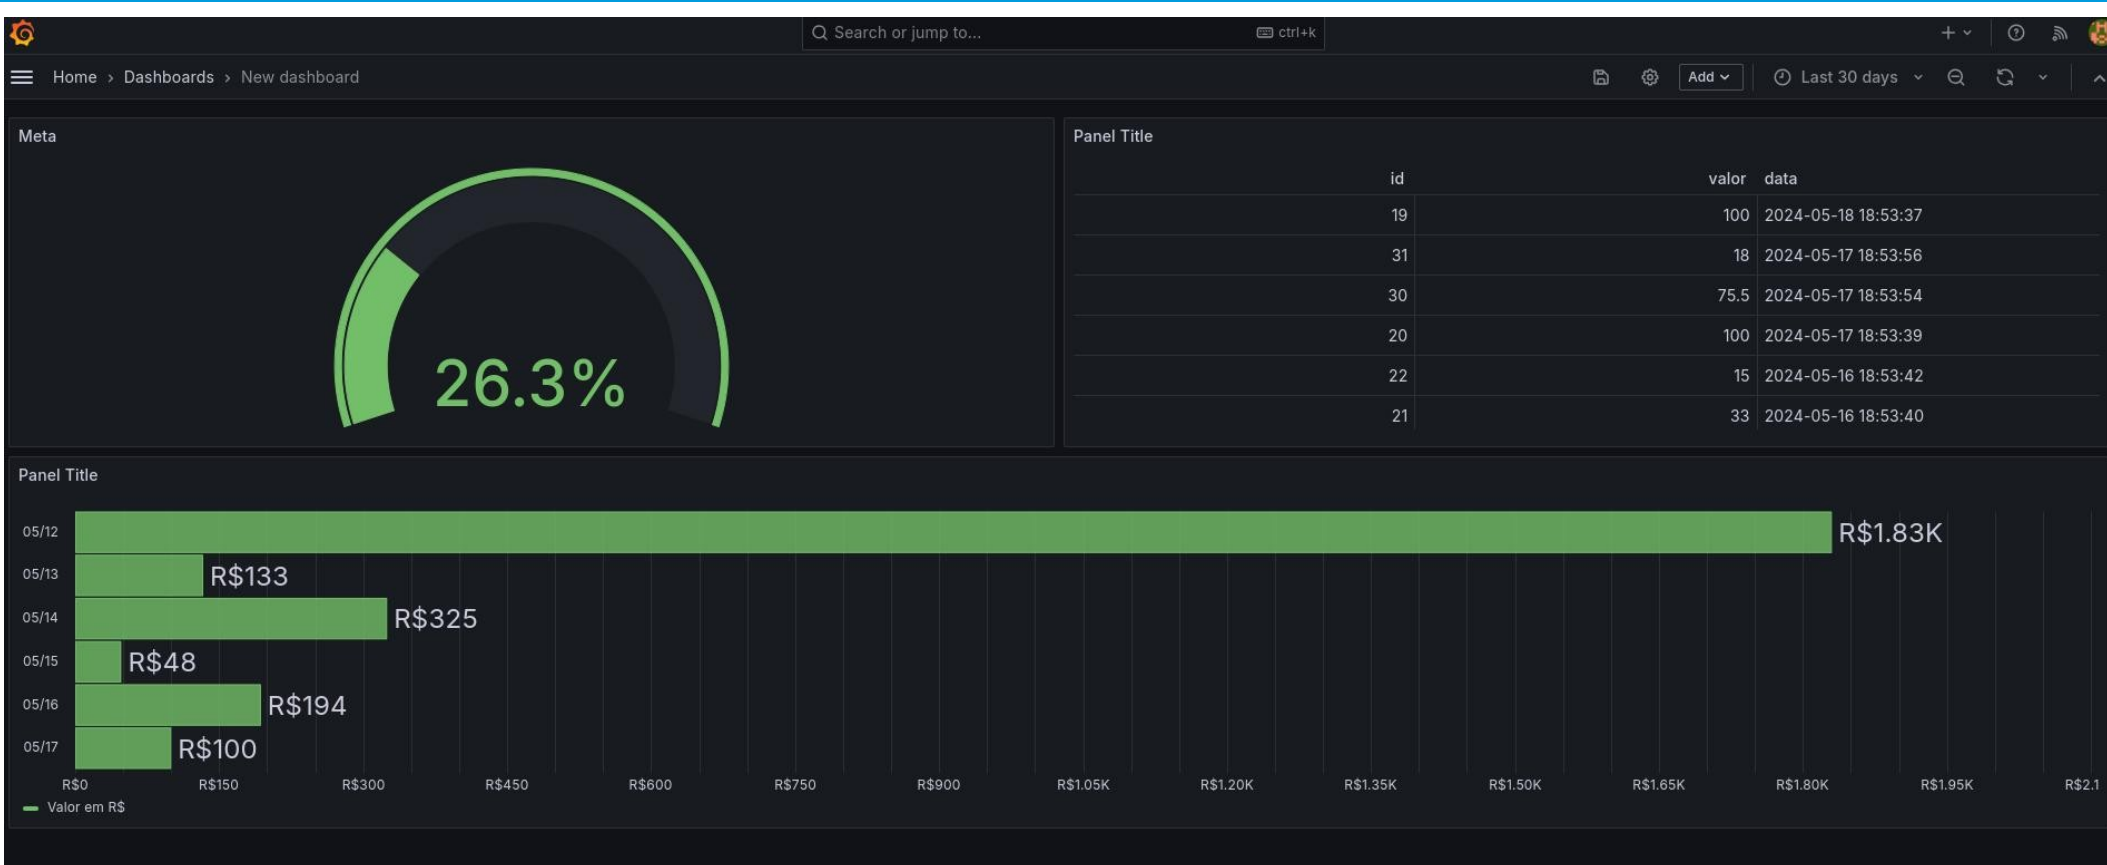 Search or jump to... ctrl+k
Home › Dashboards › New dashboard Add Last 30 days
Meta
26.3%
Panel Title
id valor data
19 100 2024-05-18 18:53:37
31 18 2024-05-17 18:53:56
30 75.5 2024-05-17 18:53:54
20 100 2024-05-17 18:53:39
22 15 2024-05-16 18:53:42
21 33 2024-05-16 18:53:40
Panel Title
05/12 R$1.83K
05/13 R$133
05/14 R$325
05/15 R$48
05/16 R$194
05/17 R$100
R$0 R$150 R$300 R$450 R$600 R$750 R$900 R$1.05K R$1.20K R$1.35K R$1.50K R$1.65K R$1.80K R$1.95K R$2.1
Valor em R$